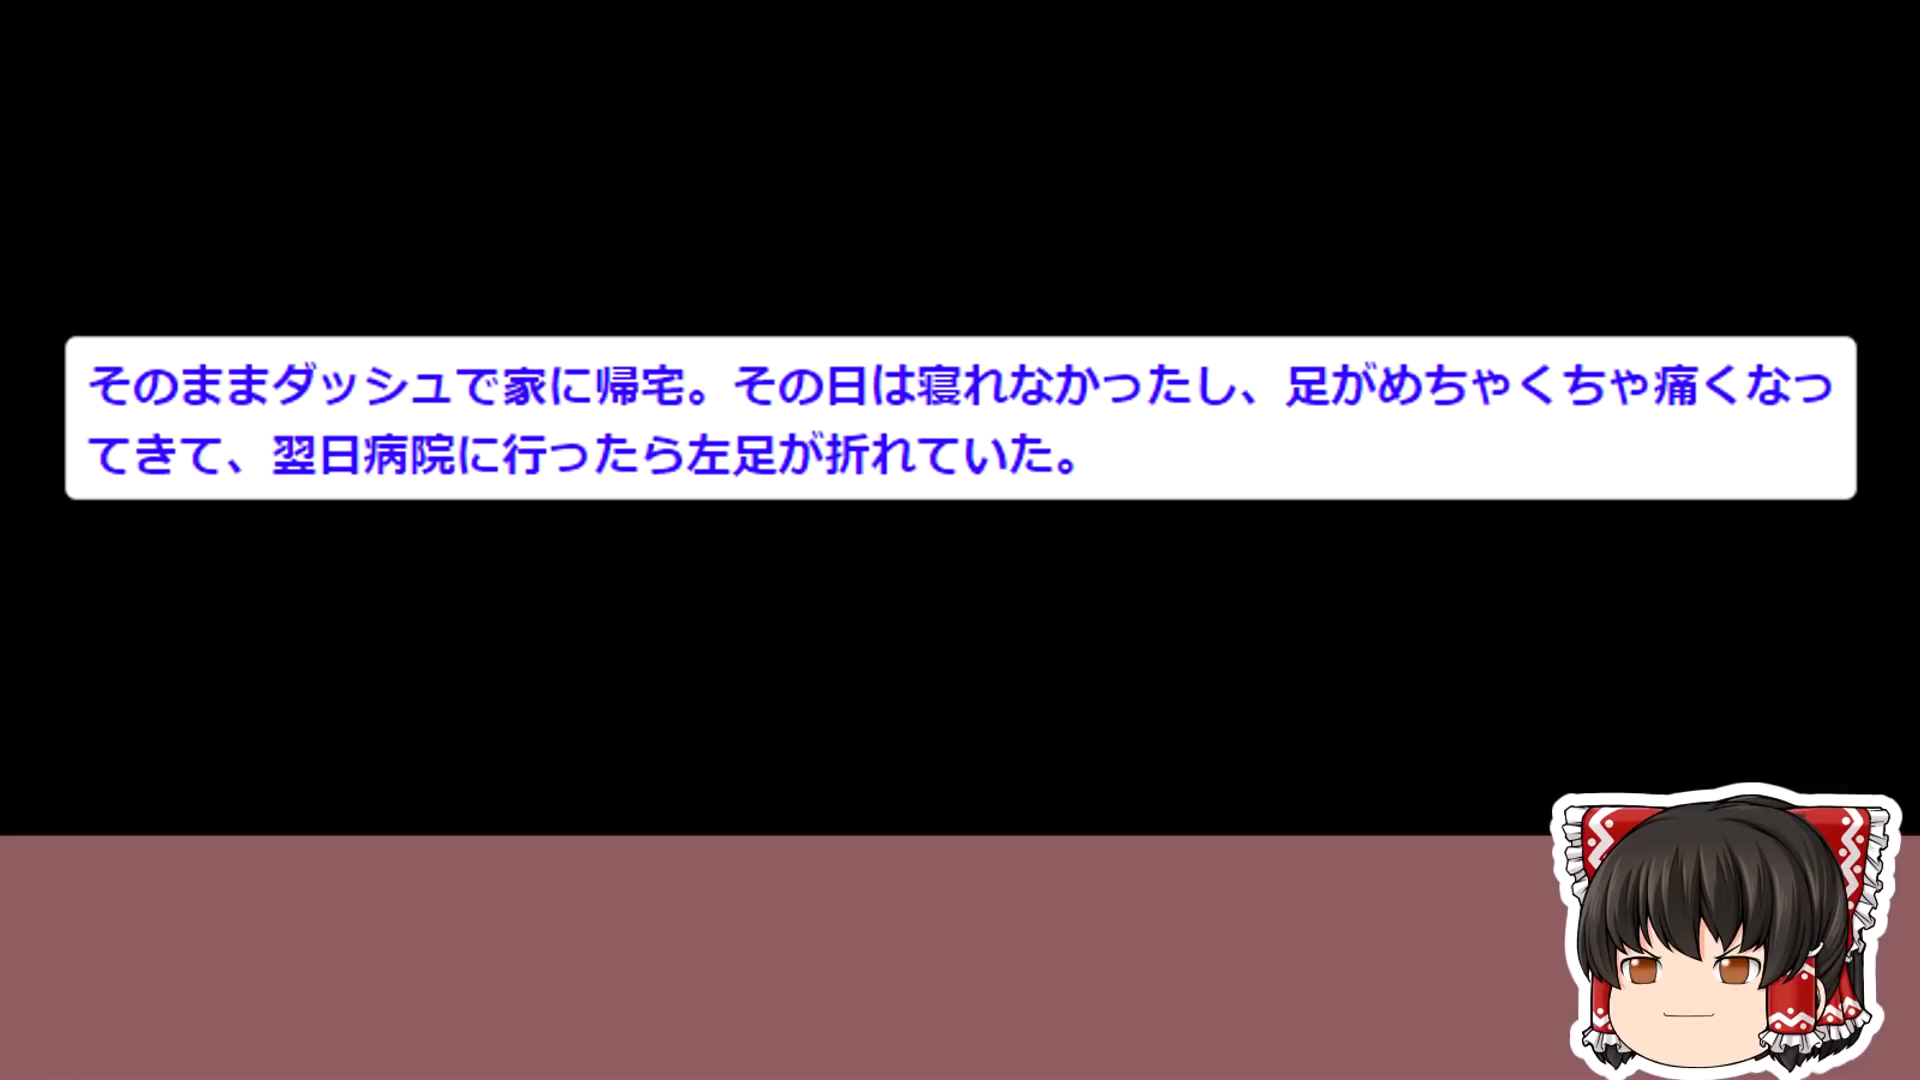 そのままダッシュで家に帰宅。その日は寝れなかったし、足がめちゃくちゃ痛くなっ
てきて、翌日病院に行ったら左足が折れていた。